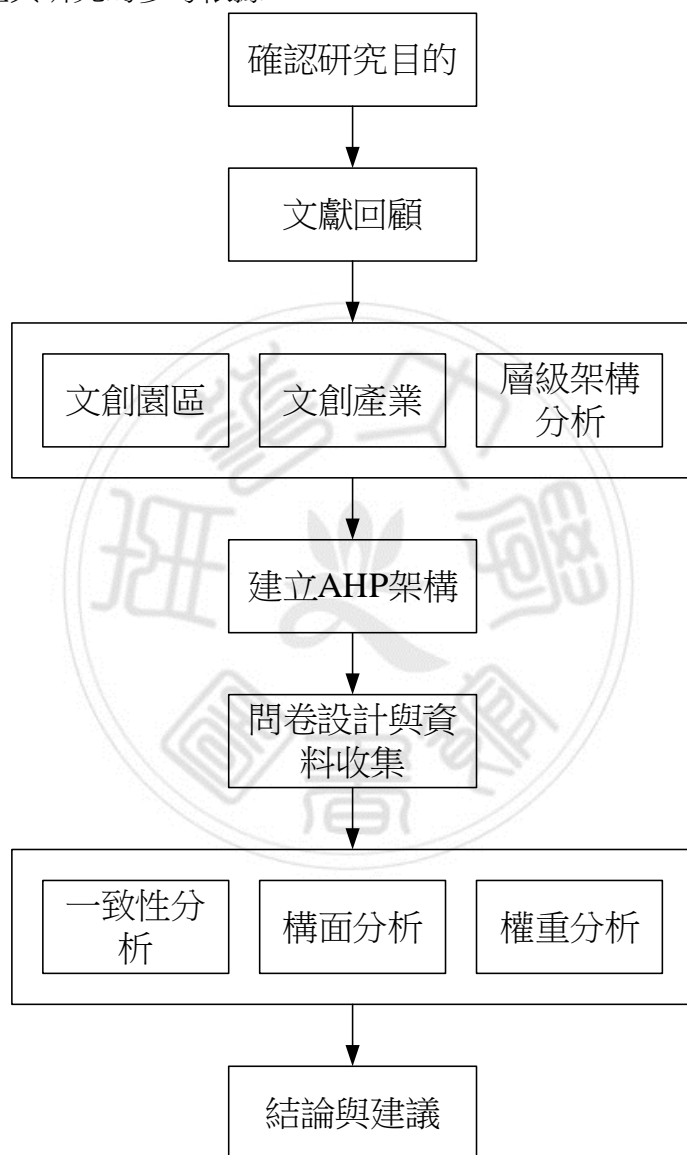 確認研究目的
文獻回顧
文創園區
文創產業
層級架構
分析
建立AHP架構
問卷設計與資
料收集
一致性分
析
構面分析
權重分析
結論與建議